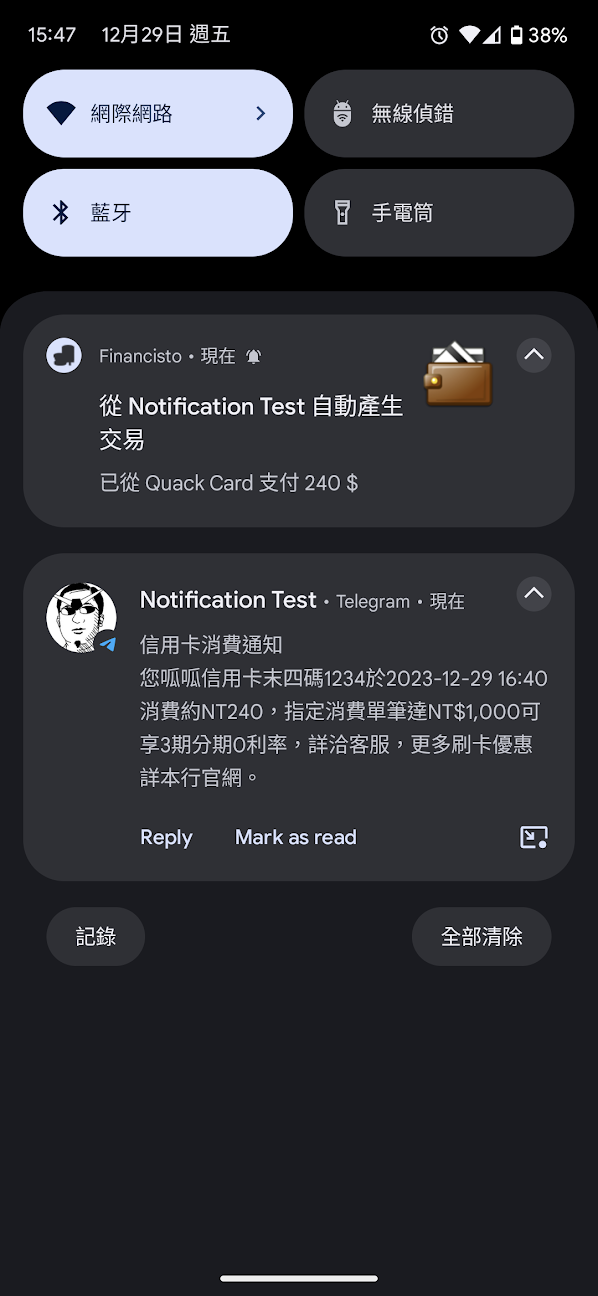 15:47 12月29日 週五 38%
網際網路 無線偵錯
藍牙 手電筒
Financisto • 現在
從 Notification Test 自動產生
交易
已從 Quack Card 支付 240 $
Notification Test • Telegram • 現在
信用卡消費通知
您呱呱信用卡末四碼1234於2023-12-29 16:40
消費約NT240，指定消費單筆達NT$1,000可
享3期分期0利率，詳洽客服，更多刷卡優惠
詳本行官網。
Reply Mark as read
記錄 全部清除